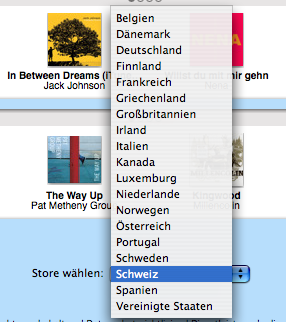 Belgien
Dänemark
Deutschland
Finnland
Frankreich
Griechenland
Großbritannien
Irland
Italien
Kanada
Luxemburg
Niederlande
Norwegen
Österreich
Portugal
Schweden
Schweiz
Spanien
Vereinigte Staaten
In Between Dreams (iT
Jack Johnson
st du mit mir gehn
The Way Up
Pat Metheny Grou
Kingwood
Store wählen: